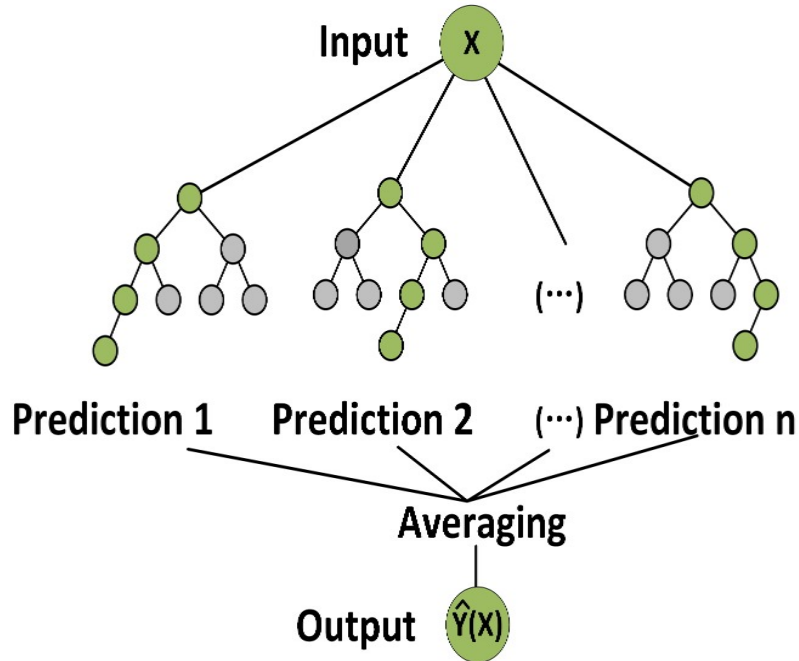 Input X
(···)
Prediction 1 Prediction 2 (···) Prediction n
Averaging
Output Ŷ(X)